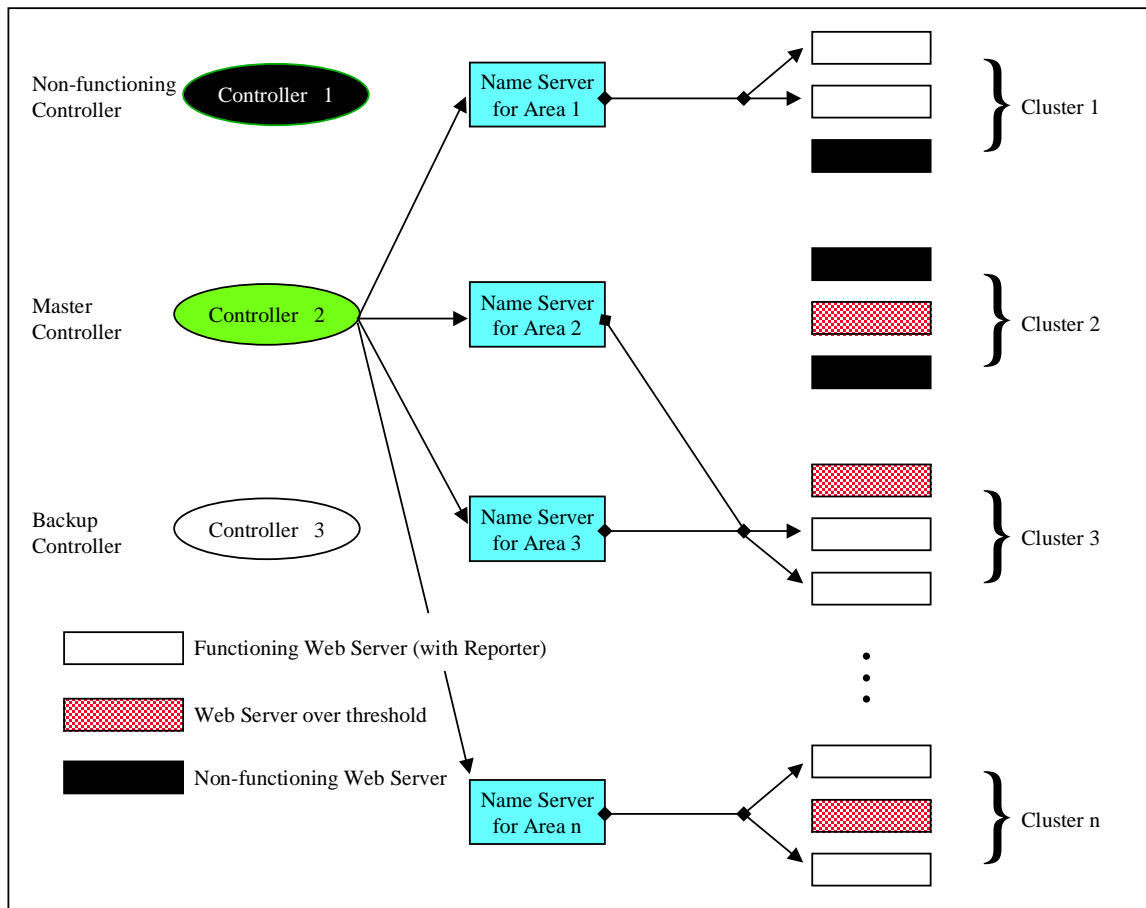 Non-functioning
Controller
Controller 1
Name Server
for Area 1
Cluster 1
Master
Controller
Controller 2
Name Server
for Area 2
Cluster 2
Backup
Controller
Controller 3
Name Server
for Area 3
Cluster 3
Functioning Web Server (with Reporter)
Web Server over threshold
Non-functioning Web Server
Name Server
for Area n
Cluster n